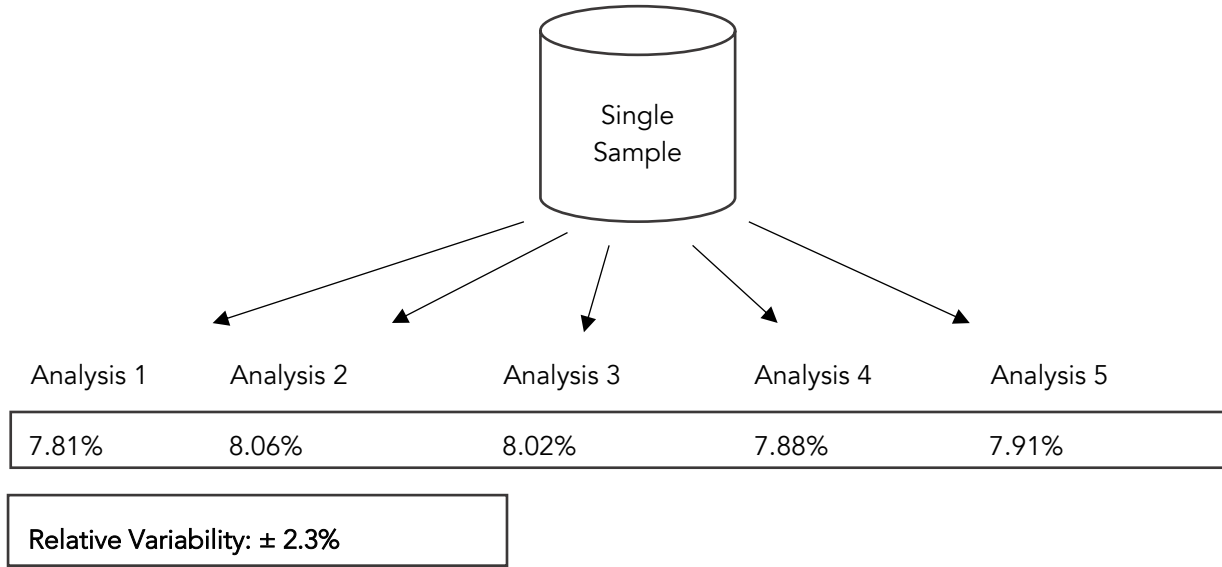 Single
Sample
Analysis 1 Analysis 2 Analysis 3 Analysis 4 Analysis 5
7.81% 8.06% 8.02% 7.88% 7.91%
Relative Variability: ± 2.3%